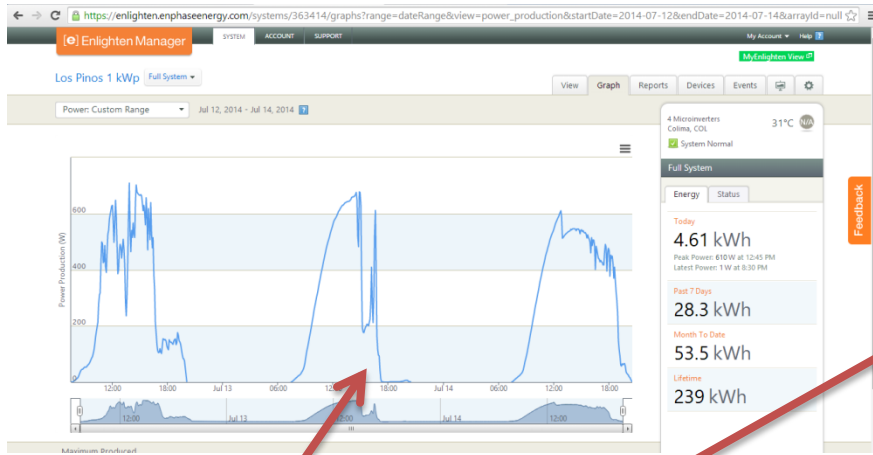 https://enlighten.enphaseenergy.com/systems/363414/graphs?range=dateRange&view=power_production&startDate=2014-07-12&endDate=2014-07-14&arrayId=null
[e] Enlighten Manager
SYSTEM ACCOUNT SUPPORT
My Account Help ?
MyEnlighten View
Los Pinos 1 kWp Full System
View Graph Reports Devices Events
Power: Custom Range Jul 12, 2014 - Jul 14, 2014 ?
4 Microinverters
Colima, COL
31°C N/A
System Normal
Full System
Energy Status
Today
4.61 kWh
Peak Power: 610 W at 12:45 PM
Latest Power: 1 W at 8:30 PM
Past 7 Days
28.3 kWh
Month To Date
53.5 kWh
Lifetime
239 kWh
Feedback
Power Production (W)
600
400
200
0
12:00 18:00 Jul 13 06:00 12:00 18:00 Jul 14 06:00 12:00 18:00
12:00 Jul 13 12:00 Jul 14 12:00
Maximum Produced